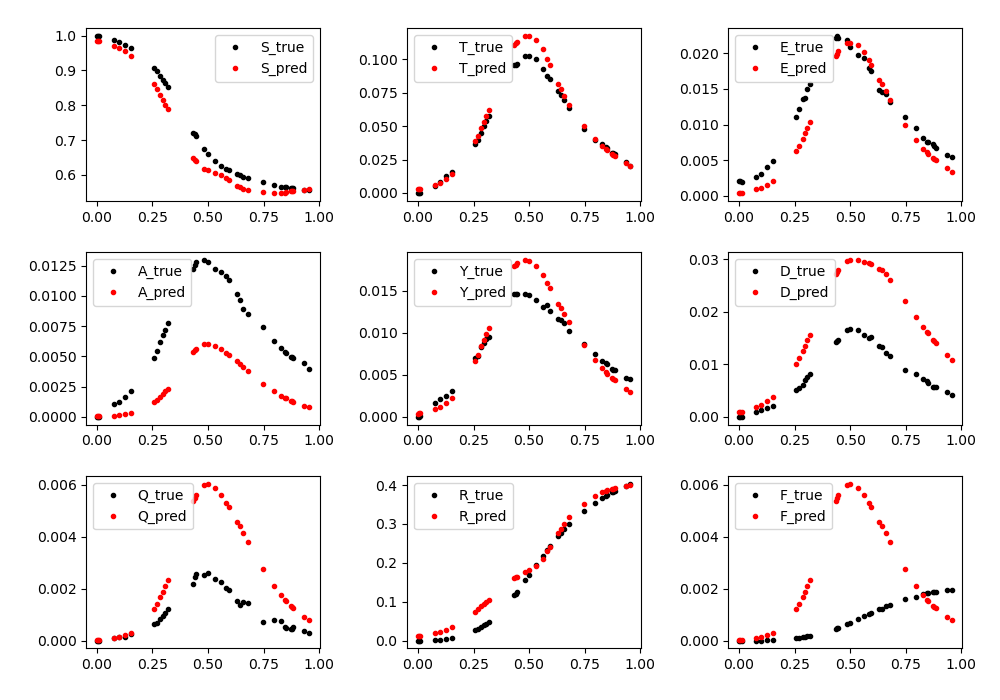 1.0
0.9
0.8
0.7
0.6
S_true
S_pred
0.00 0.25 0.50 0.75 1.00
0.100
0.075
0.050
0.025
0.000
T_true
T_pred
0.00 0.25 0.50 0.75 1.00
0.020
0.015
0.010
0.005
0.000
E_true
E_pred
0.00 0.25 0.50 0.75 1.00
0.0125
0.0100
0.0075
0.0050
0.0025
0.0000
A_true
A_pred
0.00 0.25 0.50 0.75 1.00
0.015
0.010
0.005
0.000
Y_true
Y_pred
0.00 0.25 0.50 0.75 1.00
0.03
0.02
0.01
0.00
D_true
D_pred
0.00 0.25 0.50 0.75 1.00
0.006
0.004
0.002
0.000
Q_true
Q_pred
0.00 0.25 0.50 0.75 1.00
0.4
0.3
0.2
0.1
0.0
R_true
R_pred
0.00 0.25 0.50 0.75 1.00
0.006
0.004
0.002
0.000
F_true
F_pred
0.00 0.25 0.50 0.75 1.00